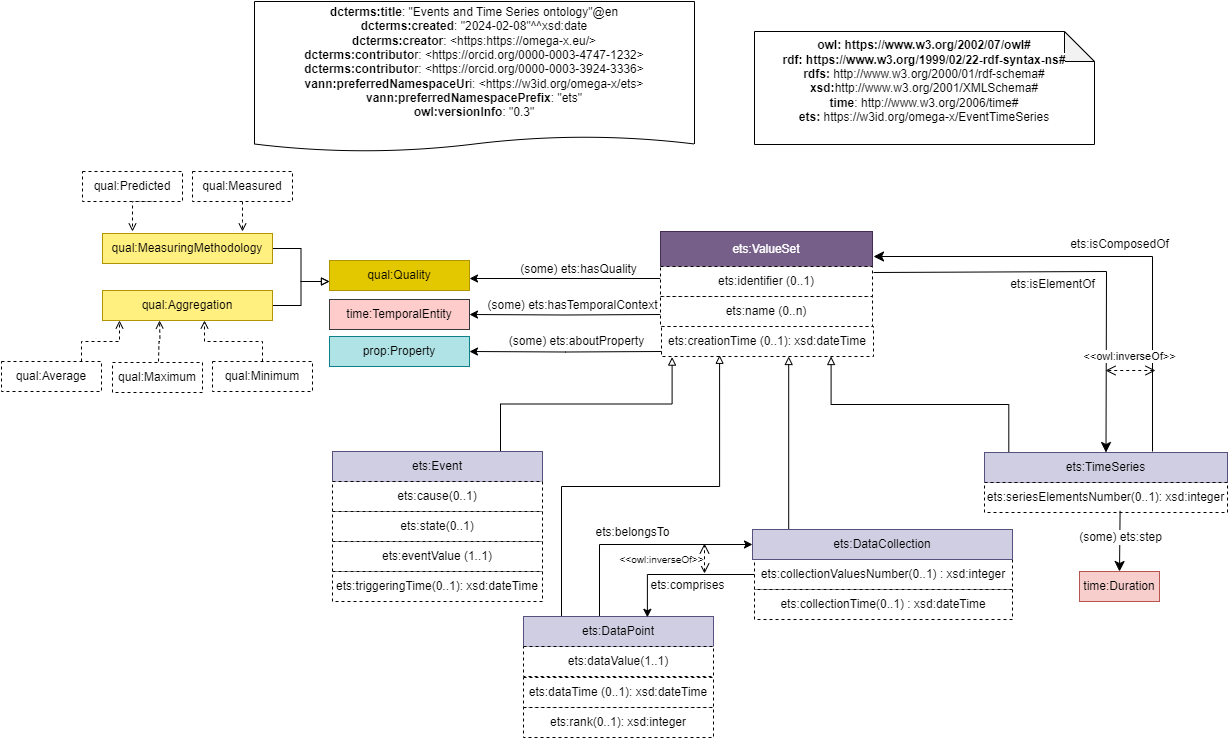 dcterms:title: "Events and Time Series ontology"@en
dcterms:created: "2024-02-08"^^xsd:date
dcterms:creator: <https:https://omega-x.eu/>
dcterms:contributor: <https://orcid.org/0000-0003-4747-1232>
dcterms:contributor: <https://orcid.org/0000-0003-3924-3336>
vann:preferredNamespaceUri: <https://w3id.org/omega-x/ets>
vann:preferredNamespacePrefix: "ets"
owl:versionInfo: "0.3"
owl: https://www.w3.org/2002/07/owl#
rdf: https://www.w3.org/1999/02/22-rdf-syntax-ns#
rdfs: http://www.w3.org/2000/01/rdf-schema#
xsd:http://www.w3.org/2001/XMLSchema#
time: http://www.w3.org/2006/time#
ets: https://w3id.org/omega-x/EventTimeSeries
qual:Predicted
qual:Measured
qual:MeasuringMethodology
qual:Aggregation
qual:Average
qual:Maximum
qual:Minimum
qual:Quality
time:TemporalEntity
prop:Property
(some) ets:hasQuality
(some) ets:hasTemporalContext
(some) ets:aboutProperty
ets:ValueSet
ets:identifier (0..1)
ets:name (0..n)
ets:creationTime (0..1): xsd:dateTime
ets:isComposedOf
ets:isElementOf
<<owl:inverseOf>>
ets:Event
ets:cause(0..1)
ets:state(0..1)
ets:eventValue (1..1)
ets:triggeringTime(0..1): xsd:dateTime
ets:TimeSeries
ets:seriesElementsNumber(0..1): xsd:integer
(some) ets:step
time:Duration
ets:belongsTo
<<owl:inverseOf>>
ets:comprises
ets:DataCollection
ets:collectionValuesNumber(0..1) : xsd:integer
ets:collectionTime(0..1) : xsd:dateTime
ets:DataPoint
ets:dataValue(1..1)
ets:dataTime (0..1): xsd:dateTime
ets:rank(0..1): xsd:integer